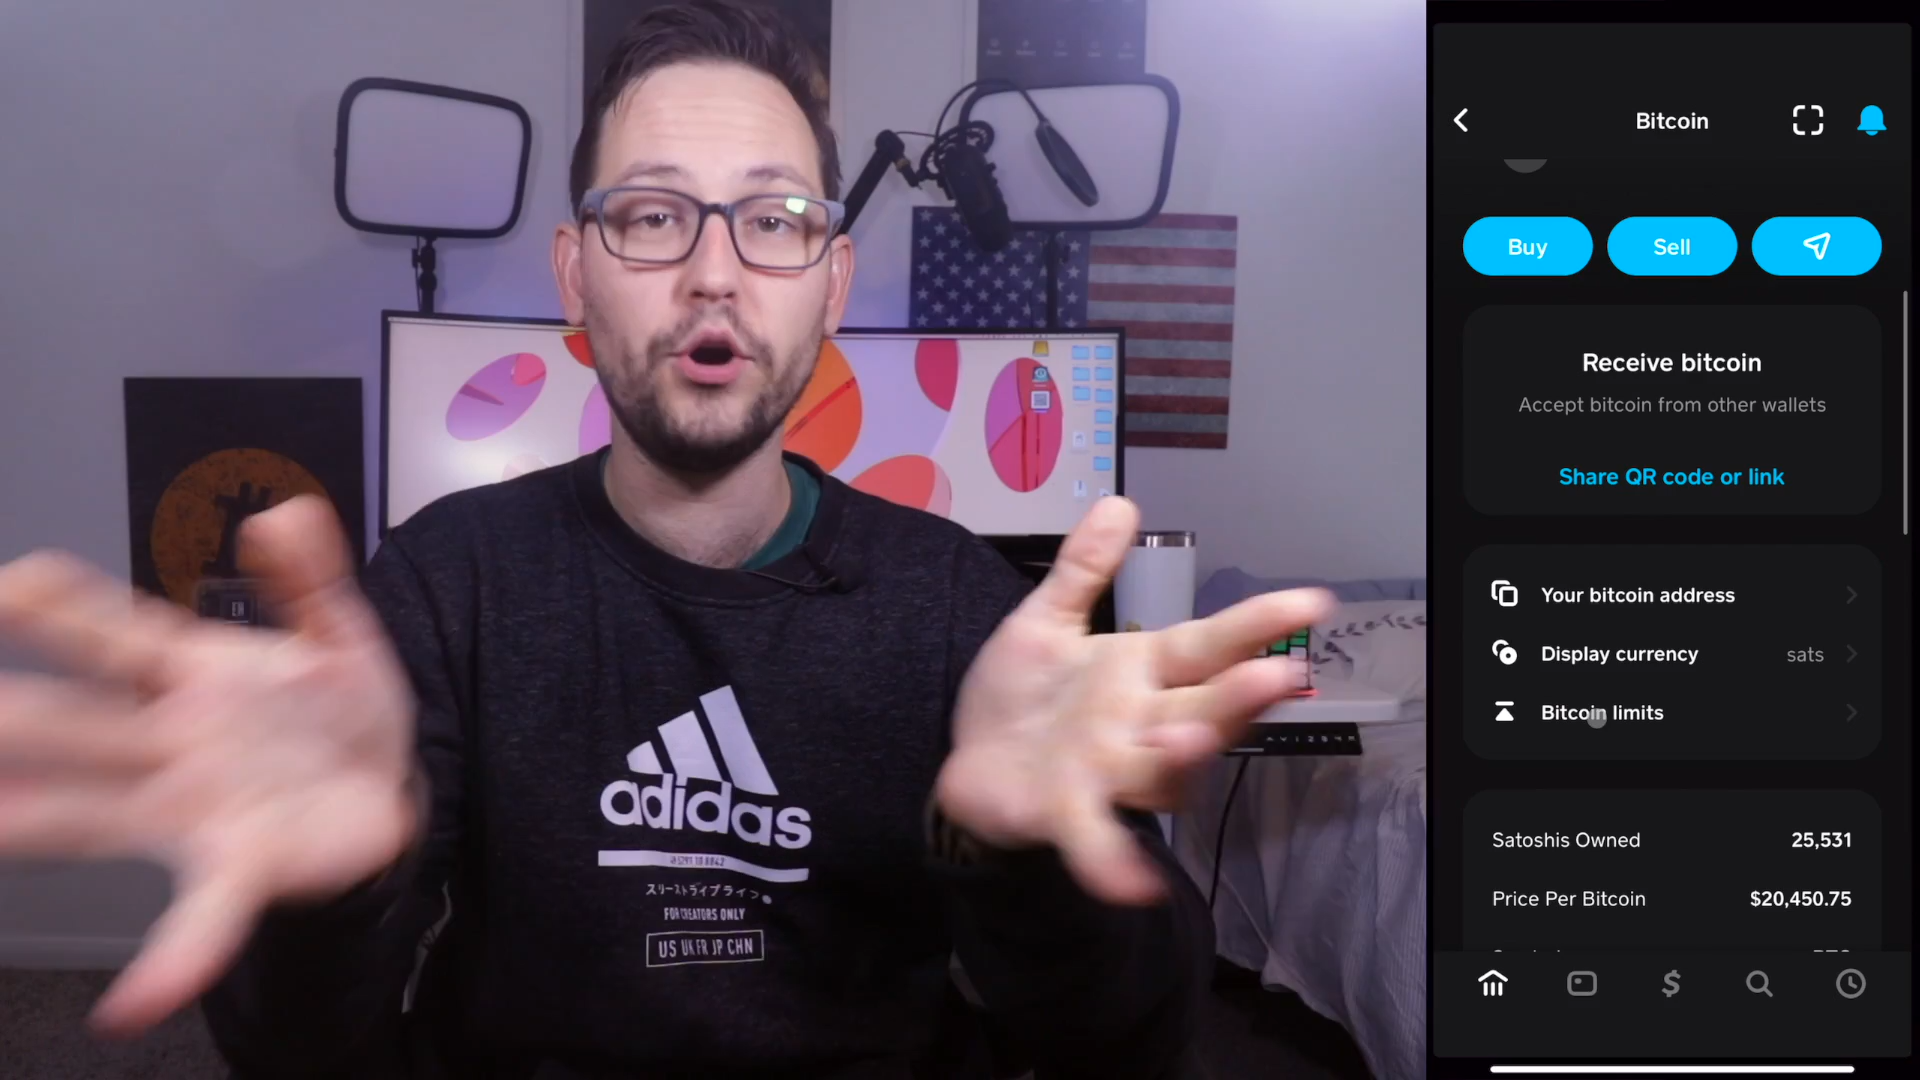 adidas
スリーストライプライフ
FOR CREATORS ONLY
US UK FR JP CHN
Bitcoin
Buy
Sell
Receive bitcoin
Accept bitcoin from other wallets
Share QR code or link
Your bitcoin address
Display currency
sats
Bitcoin limits
Satoshis Owned
25,531
Price Per Bitcoin
$20,450.75